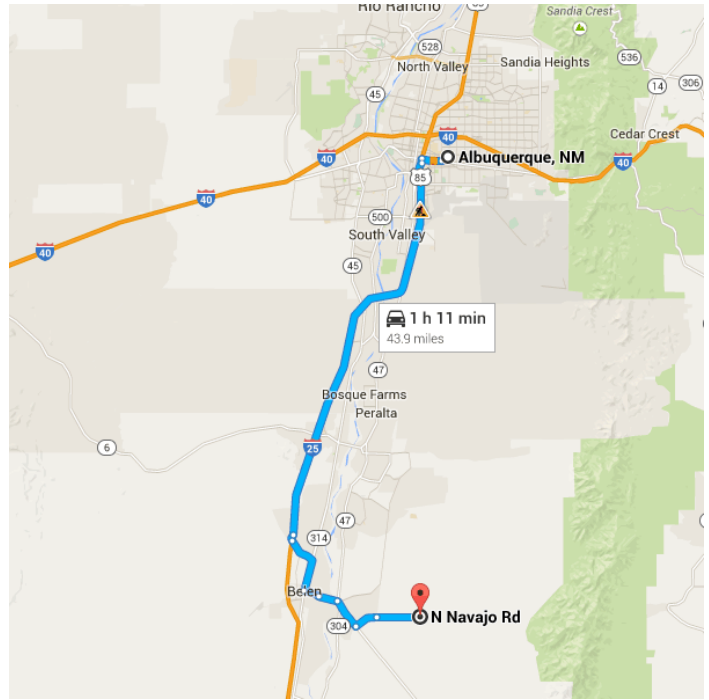 Rio Rancho
Sandia Crest
528
North Valley
Sandia Heights
536
45
14
306
40
Cedar Crest
40
40
Albuquerque, NM
40
85
40
500
South Valley
40
45
1 h 11 min
43.9 miles
47
Bosque Farms
Peralta
6
25
47
314
Belen
304
N Navajo Rd